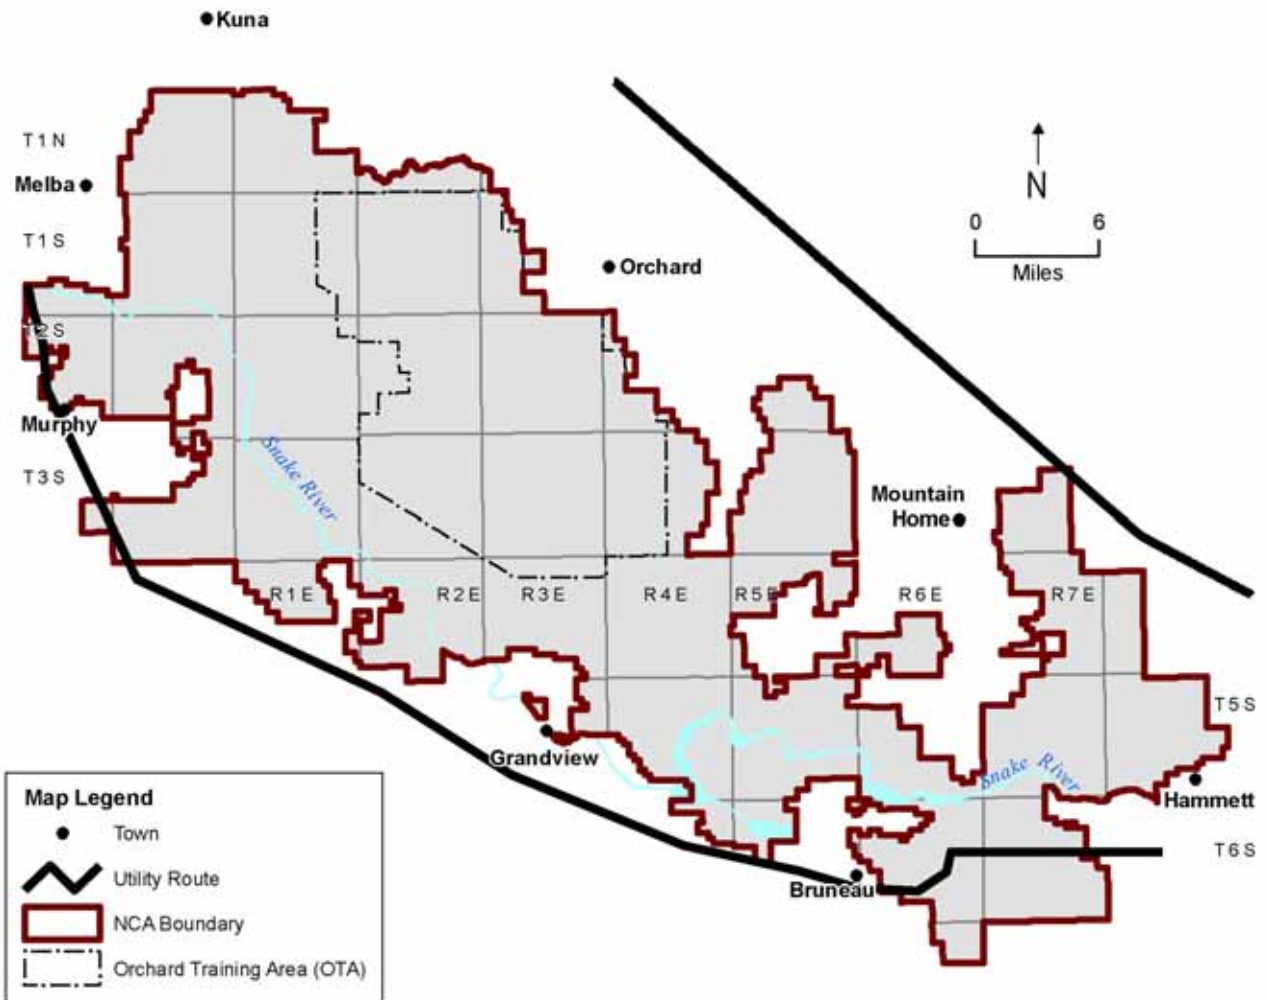 Kuna
T1N
Melba
T1S
Orchard
N
0 6
Miles
T2S
Murphy
T3S
Snake River
Mountain
Home
R1E
R2E
R3E
R4E
R5E
R6E
R7E
T5S
Grandview
Snake River
Hammett
T6S
Bruneau
Map Legend
Town
Utility Route
NCA Boundary
Orchard Training Area (OTA)